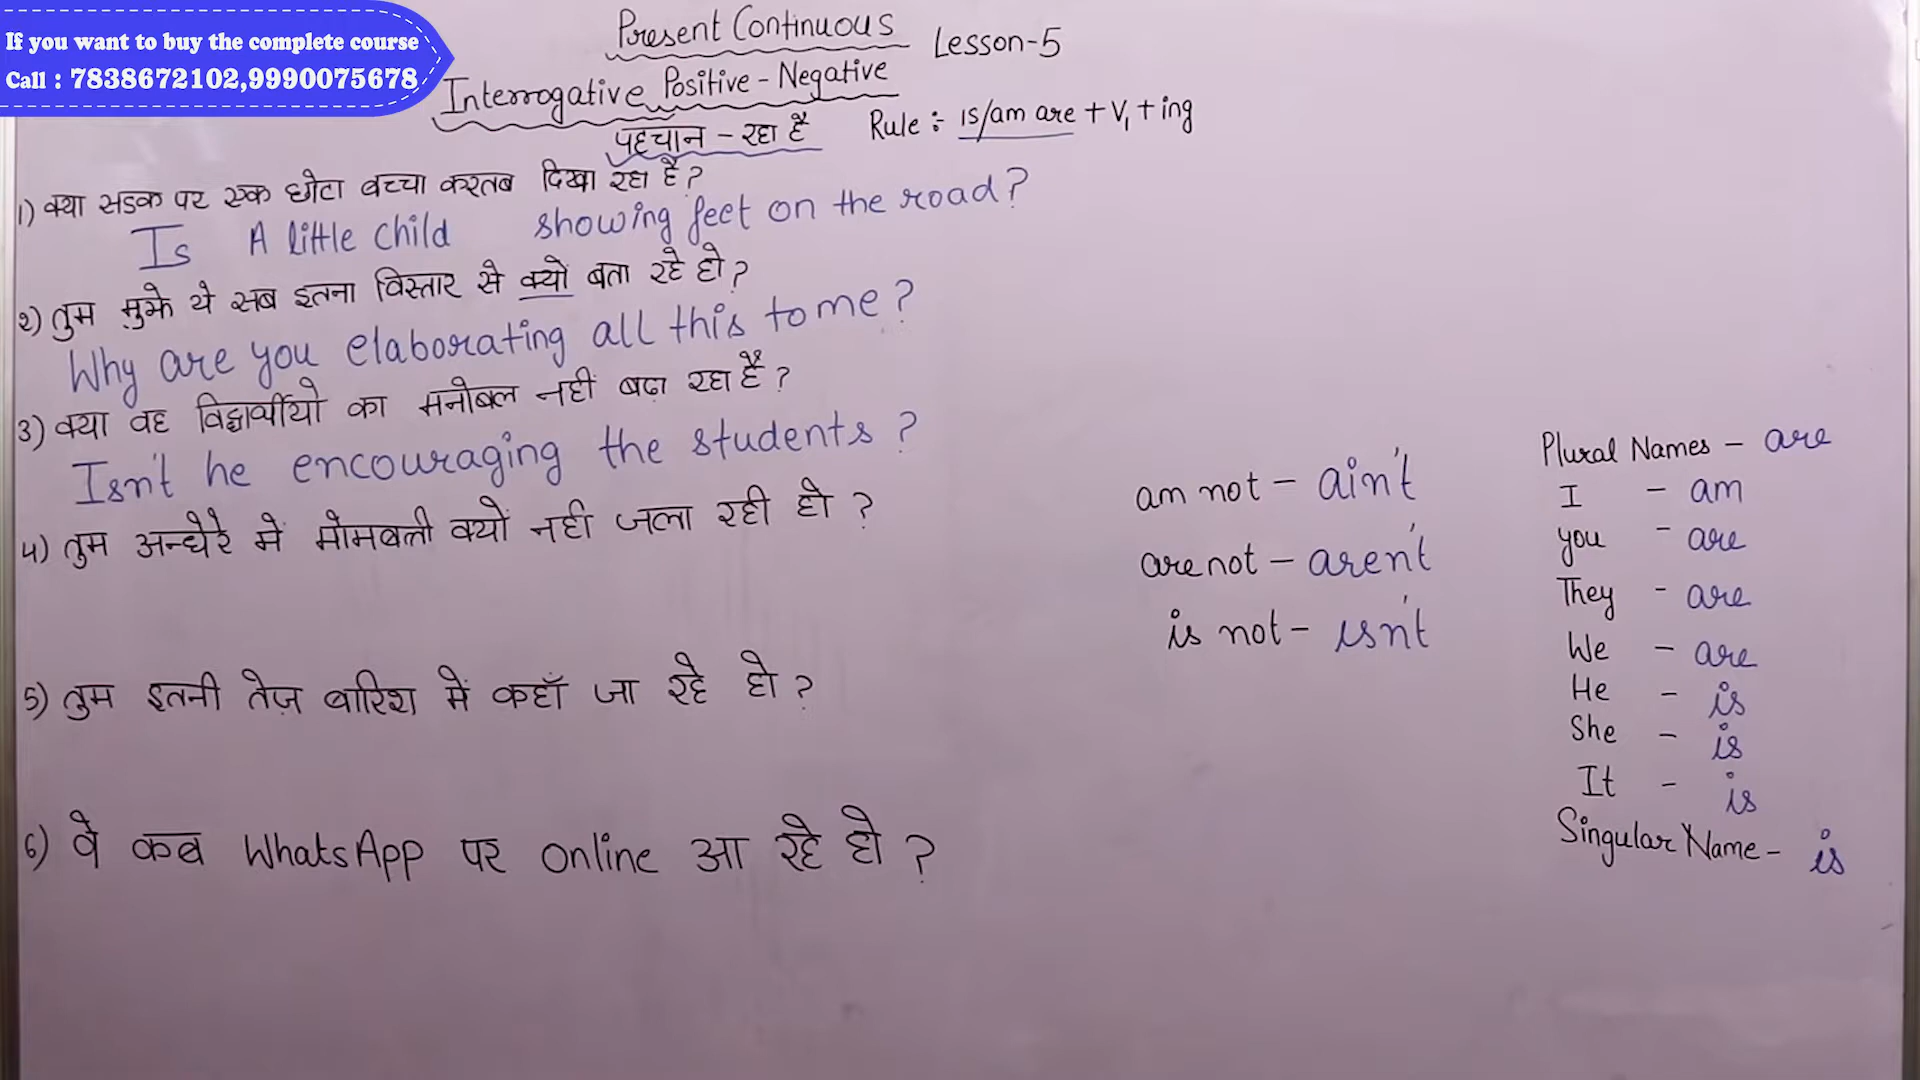 If you want to buy the complete course
Call : 7838672102,9990075678
Present Continuous
Lesson-5
Interrogative Positive - Negative
पहचान - रहा है
Rule : is/am are + V1 + ing
1) क्या सडक पर एक छोटा बच्चा करतब दिखा रहा है?
Is A little child showing feet on the road?
2) तुम मुझे ये सब इतना विस्तार से क्यों बता रहे हो?
Why are you elaborating all this to me?
3) क्या वह विद्यार्थीयो का मनोबल नहीं बढ़ा रहा है?
Isn't he encouraging the students?
4) तुम अन्धेरे में मोमबत्ती क्यों नही जला रही हो?
5) तुम इतनी तेज़ बारिश में कहाँ जा रहे हो?
6) वे कब WhatsApp पर online आ रहे हो?
am not - ain't
are not - aren't
is not - isn't
Plural Names - are
I - am
you - are
They - are
We - are
He - is
She - is
It - is
Singular Name - is